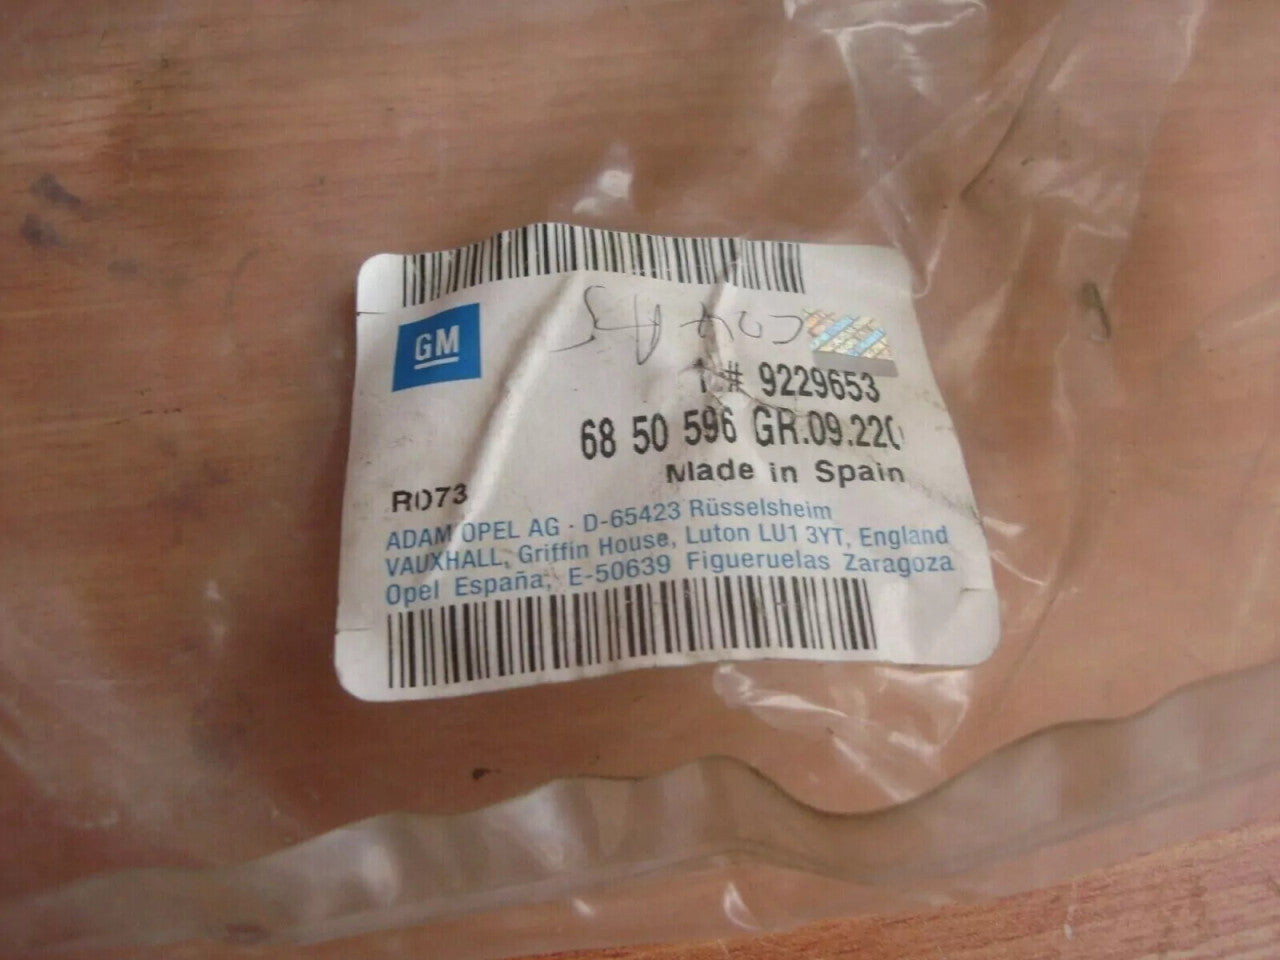 GM
# 9229653
68 50 596 GR.09.220
Made in Spain
R073
ADAM OPEL AG · D-65423 Rüsselsheim
VAUXHALL, Griffin House, Luton LU1 3YT, England
Opel España, E-50639 Figueruelas Zaragoza